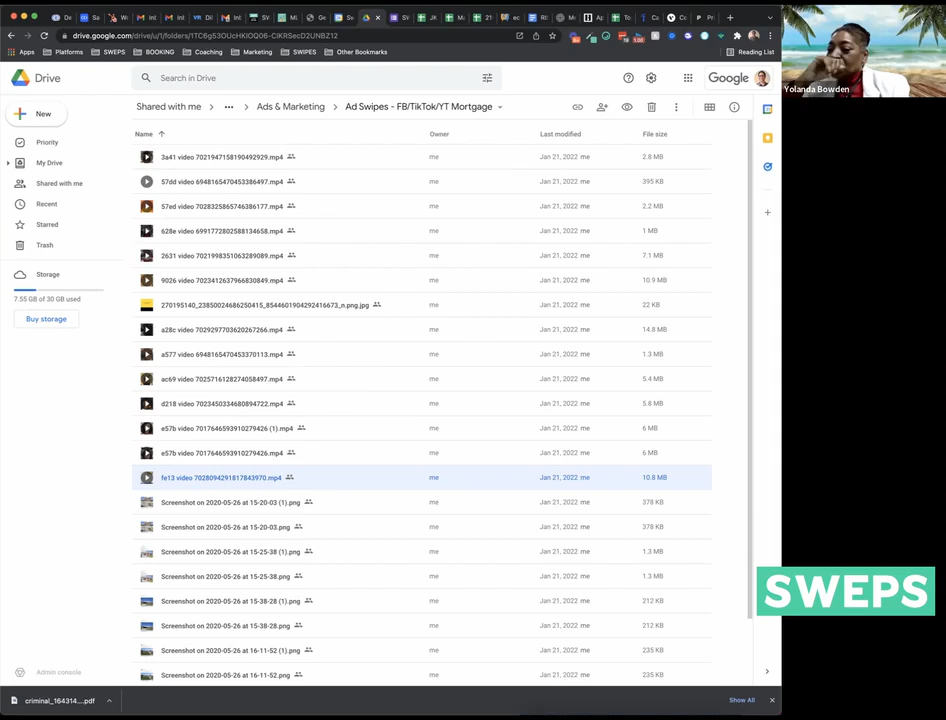 drive.google.com/drive/u/1/folders/1TC6g53OUcHKIOQ6-CIKRSecD2UNBZ12
Apps Platforms SWEPS BOOKING Coaching Marketing SWIPES Other Bookmarks Reading List
Drive Search in Drive Google
Yolanda Bowden
New
Priority
My Drive
Shared with me
Recent
Starred
Trash
Storage
7.55 GB of 30 GB used
Buy storage
Admin console
Shared with me ••• Ads & Marketing Ad Swipes - FB/TikTok/YT Mortgage
Name Owner Last modified File size
3a41 video 7021947158190492929.mp4 me Jan 21, 2022 me 2.8 MB
57dd video 6948165470453386497.mp4 me Jan 21, 2022 me 395 KB
57ed video 7028325865746386177.mp4 me Jan 21, 2022 me 2.2 MB
628e video 6991772802588134658.mp4 me Jan 21, 2022 me 1 MB
2631 video 7021998351063289089.mp4 me Jan 21, 2022 me 7.1 MB
9026 video 7023412637966830849.mp4 me Jan 21, 2022 me 10.9 MB
270195140_23850024686250415_8544601904292416673_n.png.jpg me Jan 21, 2022 me 22 KB
a28c video 7029297703620267266.mp4 me Jan 21, 2022 me 14.8 MB
a577 video 6948165470453370113.mp4 me Jan 21, 2022 me 1.3 MB
ac69 video 7025716128274058497.mp4 me Jan 21, 2022 me 5.4 MB
d218 video 7023450334680894722.mp4 me Jan 21, 2022 me 5.8 MB
e57b video 7017646593910279426 (1).mp4 me Jan 21, 2022 me 6 MB
e57b video 7017646593910279426.mp4 me Jan 21, 2022 me 6 MB
fe13 video 7028094291817843970.mp4 me Jan 21, 2022 me 10.8 MB
Screenshot on 2020-05-26 at 15-20-03 (1).png me Jan 21, 2022 me 378 KB
Screenshot on 2020-05-26 at 15-20-03.png me Jan 21, 2022 me 378 KB
Screenshot on 2020-05-26 at 15-25-38 (1).png me Jan 21, 2022 me 1.3 MB
Screenshot on 2020-05-26 at 15-25-38.png me Jan 21, 2022 me 1.3 MB
Screenshot on 2020-05-26 at 15-38-28 (1).png me Jan 21, 2022 me 212 KB
Screenshot on 2020-05-26 at 15-38-28.png me Jan 21, 2022 me 212 KB
Screenshot on 2020-05-26 at 16-11-52 (1).png me Jan 21, 2022 me 235 KB
Screenshot on 2020-05-26 at 16-11-52.png me Jan 21, 2022 me 235 KB
SWEPS
criminal_164314....pdf Show All